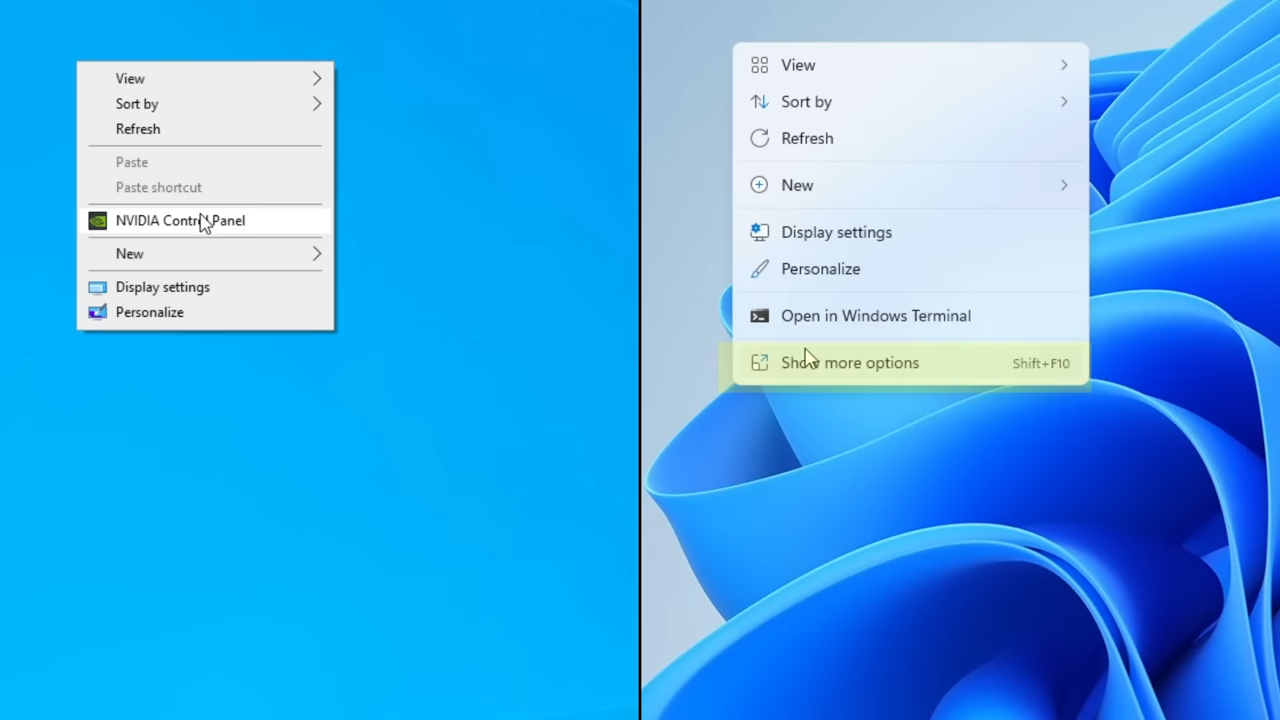 View
Sort by
Refresh
Paste
Paste shortcut
NVIDIA Control Panel
New
Display settings
Personalize
View
Sort by
Refresh
New
Display settings
Personalize
Open in Windows Terminal
Show more options Shift+F10